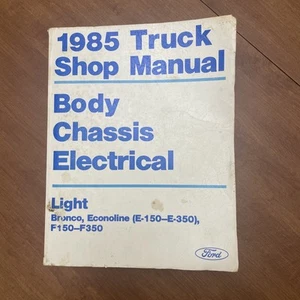 1985 Truck
Shop Manual
Body
Chassis
Electrical
Light
Bronco, Econoline (E-150–E-350),
F150–F350
Ford